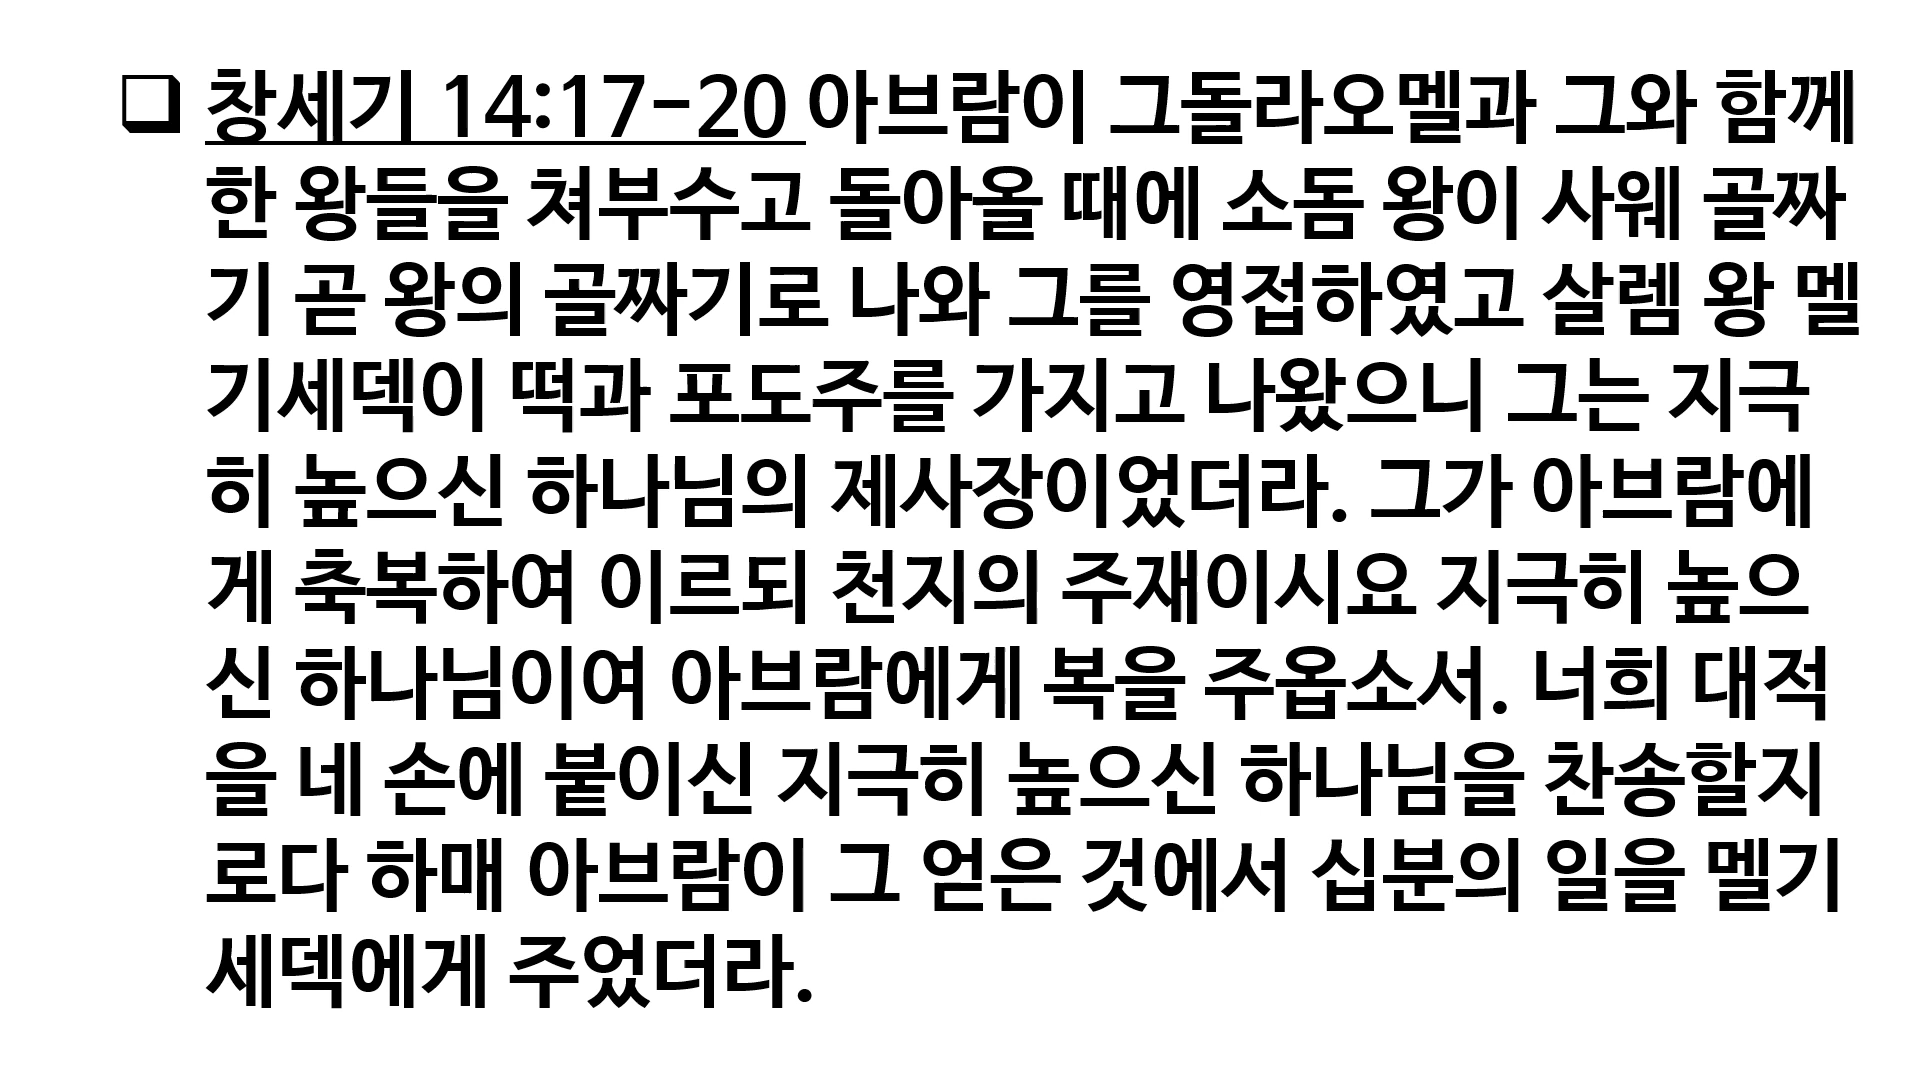 ❑ 창세기 14:17-20 아브람이 그돌라오멜과 그와 함께
한 왕들을 쳐부수고 돌아올 때에 소돔 왕이 사웨 골짜
기 곧 왕의 골짜기로 나와 그를 영접하였고 살렘 왕 멜
기세덱이 떡과 포도주를 가지고 나왔으니 그는 지극
히 높으신 하나님의 제사장이었더라. 그가 아브람에
게 축복하여 이르되 천지의 주재이시요 지극히 높으
신 하나님이여 아브람에게 복을 주옵소서. 너희 대적
을 네 손에 붙이신 지극히 높으신 하나님을 찬송할지
로다 하매 아브람이 그 얻은 것에서 십분의 일을 멜기
세덱에게 주었더라.